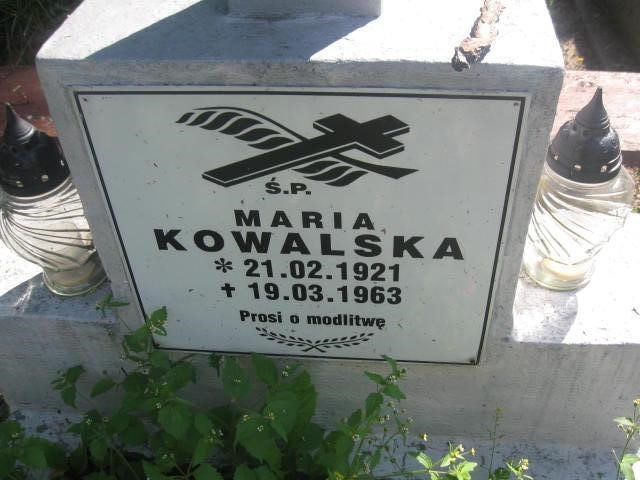 Ś.P.
MARIA
KOWALSKA
* 21.02.1921
✝ 19.03.1963
Prosi o modlitwę